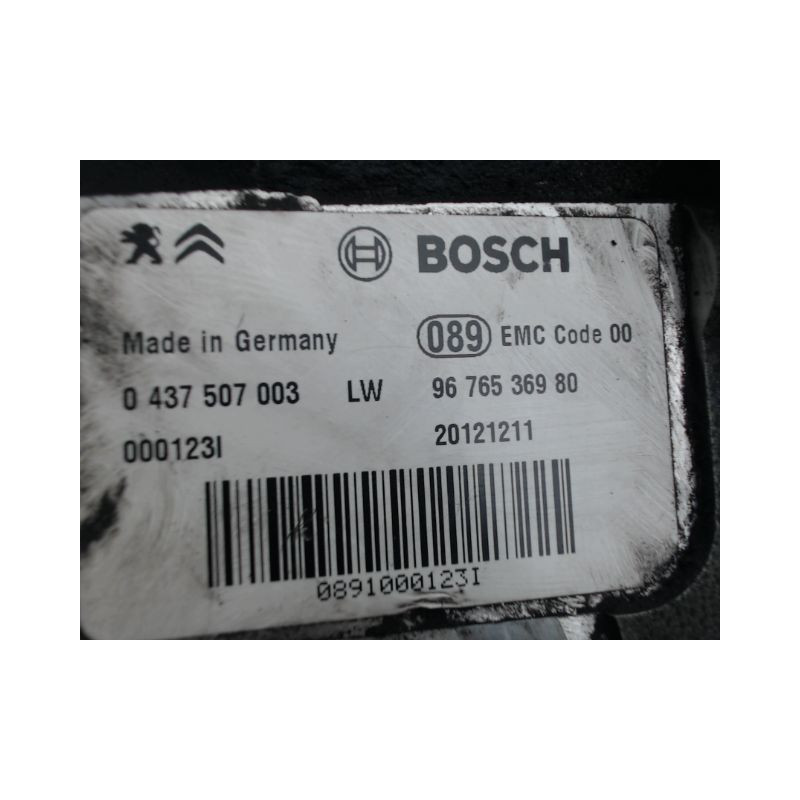 BOSCH
Made in Germany 089 EMC Code 00
0 437 507 003 LW 96 765 369 80
000123I 20121211
0891000123I